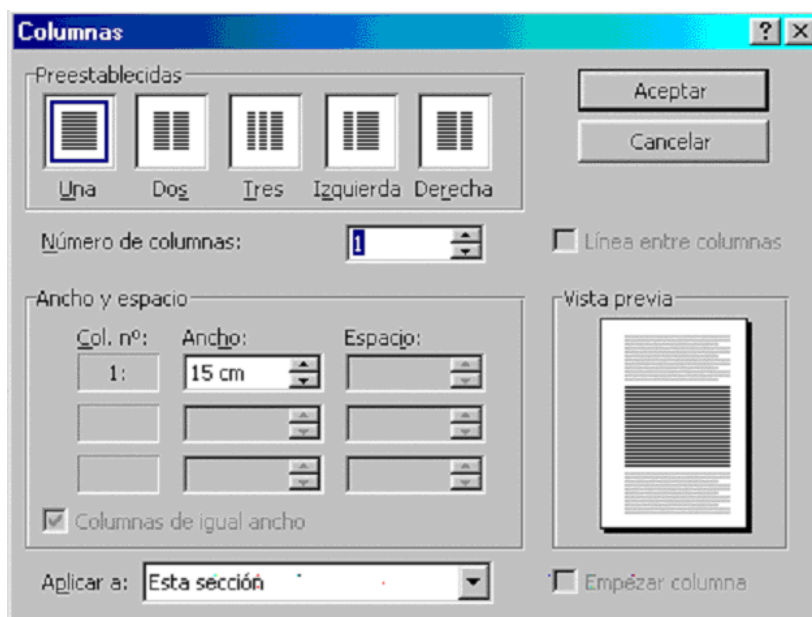 Columnas
Preestablecidas
Una Dos Tres Izquierda Derecha
Aceptar
Cancelar
Número de columnas: 1
Línea entre columnas
Ancho y espacio
Col. nº: Ancho: Espacio:
1: 15 cm
Columnas de igual ancho
Vista previa
Aplicar a: Esta sección
Empezar columna